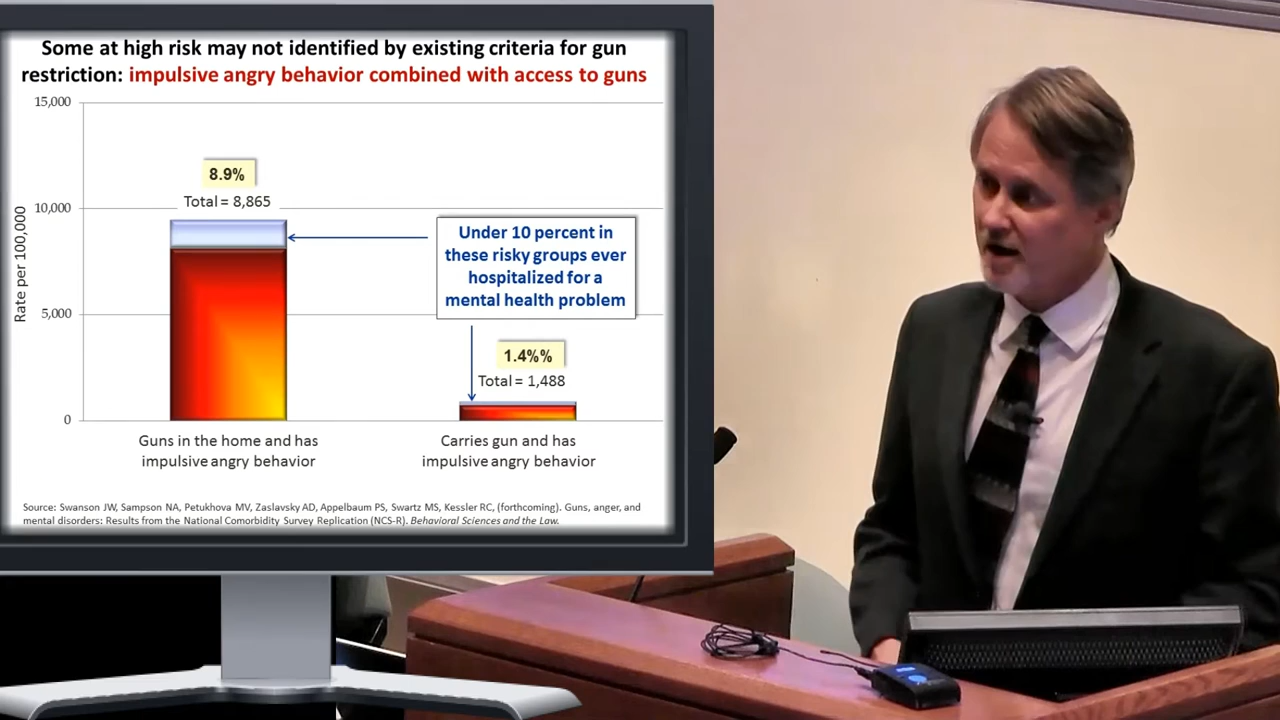 Some at high risk may not identified by existing criteria for gun
restriction: impulsive angry behavior combined with access to guns
15,000
8.9%
Total = 8,865
10,000
Under 10 percent in
these risky groups ever
hospitalized for a
mental health problem
Rate per 100,000
5,000
1.4%%
Total = 1,488
0
Guns in the home and has
impulsive angry behavior
Carries gun and has
impulsive angry behavior
Source: Swanson JW, Sampson NA, Petukhova MV, Zaslavsky AD, Appelbaum PS, Swartz MS, Kessler RC, (forthcoming). Guns, anger, and
mental disorders: Results from the National Comorbidity Survey Replication (NCS-R). Behavioral Sciences and the Law.